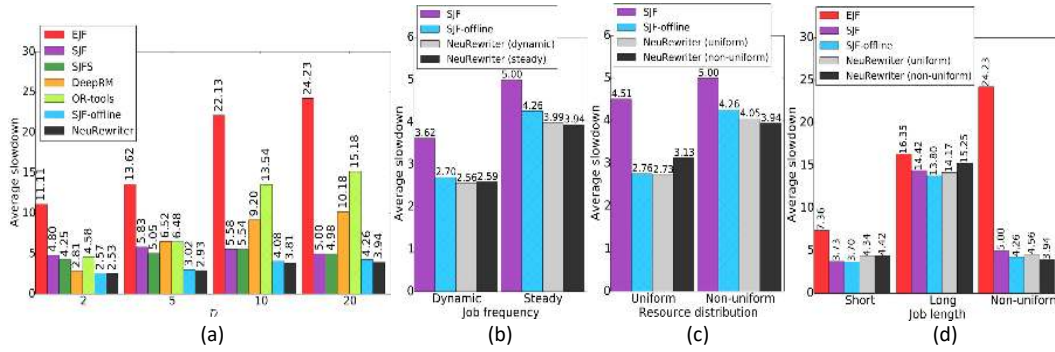 EJF
SJF
SJFS
DeepRM
OR-tools
SJF-offline
NeuRewriter
Average slowdown
30
25
20
15
10
5
0
11.11
4.80
4.25
2.81
4.58
2.57
2.53
13.62
5.83
5.05
6.52
6.48
3.02
2.93
22.13
5.58
5.54
9.20
13.54
4.08
3.81
24.23
5.00
4.98
10.18
15.18
4.26
3.94
2 5 10 20
(a)
SJF
SJF-offline
NeuRewriter (dynamic)
NeuRewriter (steady)
Average slowdown
6
5
4
3
2
1
0
3.62
2.70
2.56
2.59
5.00
4.26
3.99
3.94
Dynamic Steady
Job frequency
(b)
SJF
SJF-offline
NeuRewriter (uniform)
NeuRewriter (non-uniform)
Average slowdown
6
5
4
3
2
1
0
4.51
2.76
2.73
3.13
5.00
4.26
4.05
3.94
Uniform Non-uniform
Resource distribution
(c)
EJF
SJF
SJF-offline
NeuRewriter (uniform)
NeuRewriter (non-uniform)
Average slowdown
30
25
20
15
10
5
0
7.36
3.73
3.70
4.34
4.42
16.35
14.42
13.80
14.17
15.25
24.23
5.00
4.26
4.56
3.94
Short Long Non-uniform
Job length
(d)